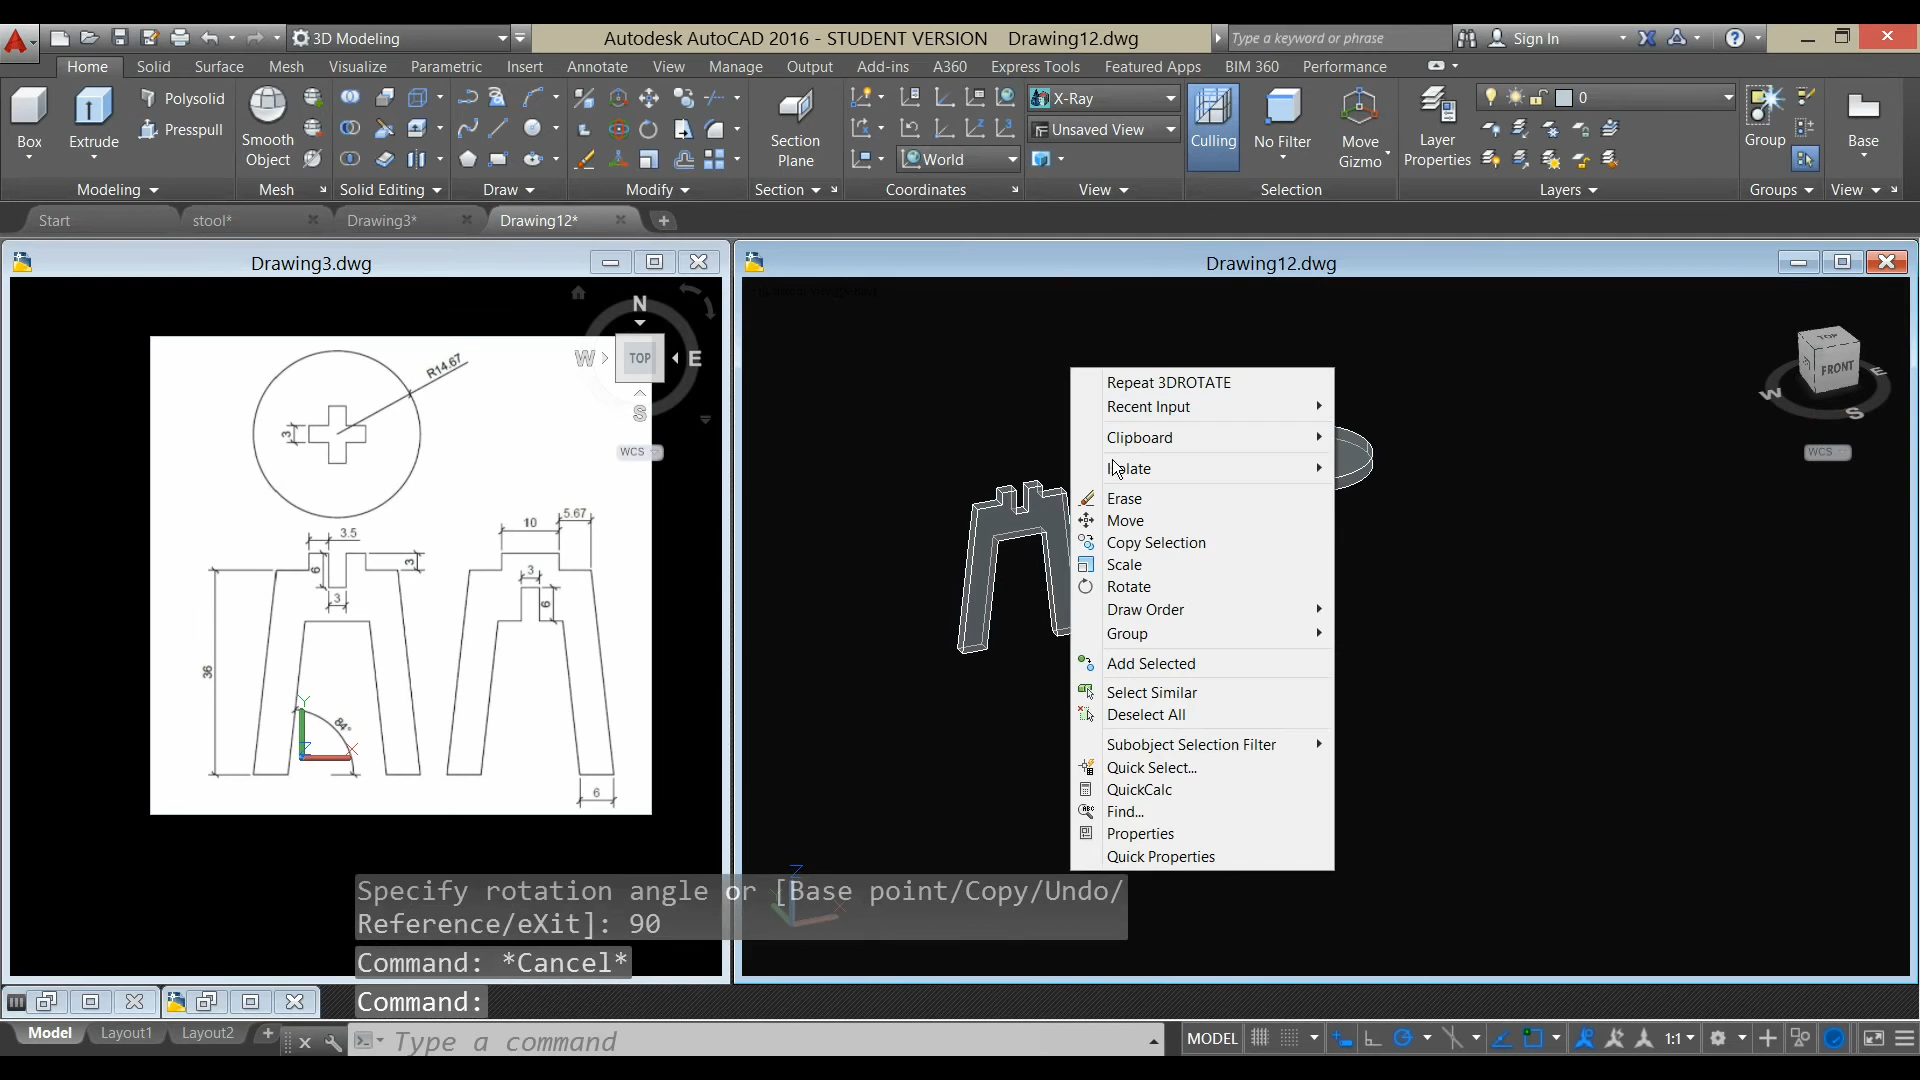 3D Modeling
Autodesk AutoCAD 2016 - STUDENT VERSION Drawing12.dwg
Type a keyword or phrase
Sign In
Home Solid Surface Mesh Visualize Parametric Insert Annotate View Manage Output Add-ins A360 Express Tools Featured Apps BIM 360 Performance
Box
Extrude
Polysolid
Presspull
Smooth
Object
Section
Plane
X-Ray
Unsaved View
World
Culling
No Filter
Move
Gizmo
Layer
Properties
0
Group
Base
Modeling Mesh Solid Editing Draw Modify Section Coordinates View Selection Layers Groups View
Start stool* Drawing3* Drawing12*
Drawing3.dwg
N
W TOP E
S
WCS
R14.67
3
3.5
6
3
3
36
84°
10
5.67
3
6
6
Y
X
Z
Drawing12.dwg
TOP
FRONT
W
E
S
WCS
Z
X
Repeat 3DROTATE
Recent Input
Clipboard
Isolate
Erase
Move
Copy Selection
Scale
Rotate
Draw Order
Group
Add Selected
Select Similar
Deselect All
Subobject Selection Filter
Quick Select...
QuickCalc
Find...
Properties
Quick Properties
Specify rotation angle or [Base point/Copy/Undo/
Reference/eXit]: 90
Command: *Cancel*
Command:
Type a command
Model Layout1 Layout2
MODEL
1:1